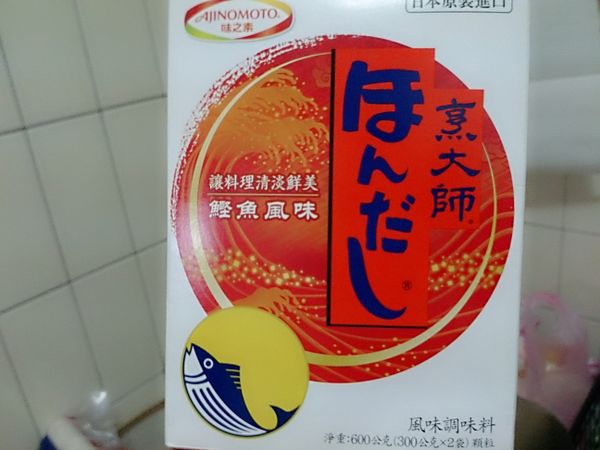 AJINOMOTO®
味之素
日本原裝進口
烹大師®
ほんだし®
讓料理清淡鮮美
鰹魚風味
風味調味料
淨重:600公克(300公克×2袋)顆粒